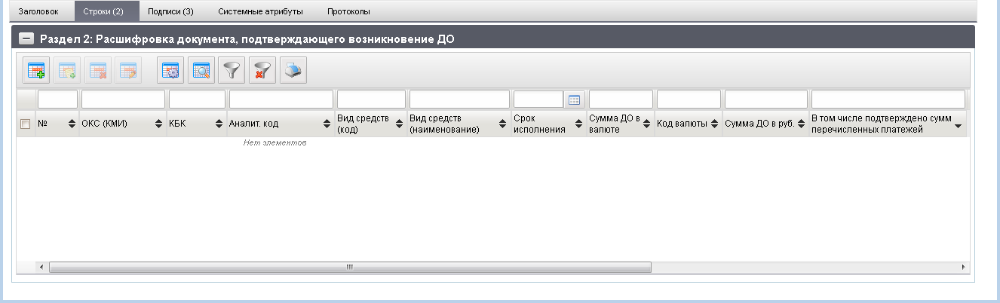 Заголовок Строки (2) Подписи (3) Системные атрибуты Протоколы
Раздел 2: Расшифровка документа, подтверждающего возникновение ДО
№ ОКС (КМИ) КБК Аналит. код Вид средств (код) Вид средств (наименование) Срок исполнения Сумма ДО в валюте Код валюты Сумма ДО в руб. В том числе подтверждено сумм перечисленных платежей
Нет элементов